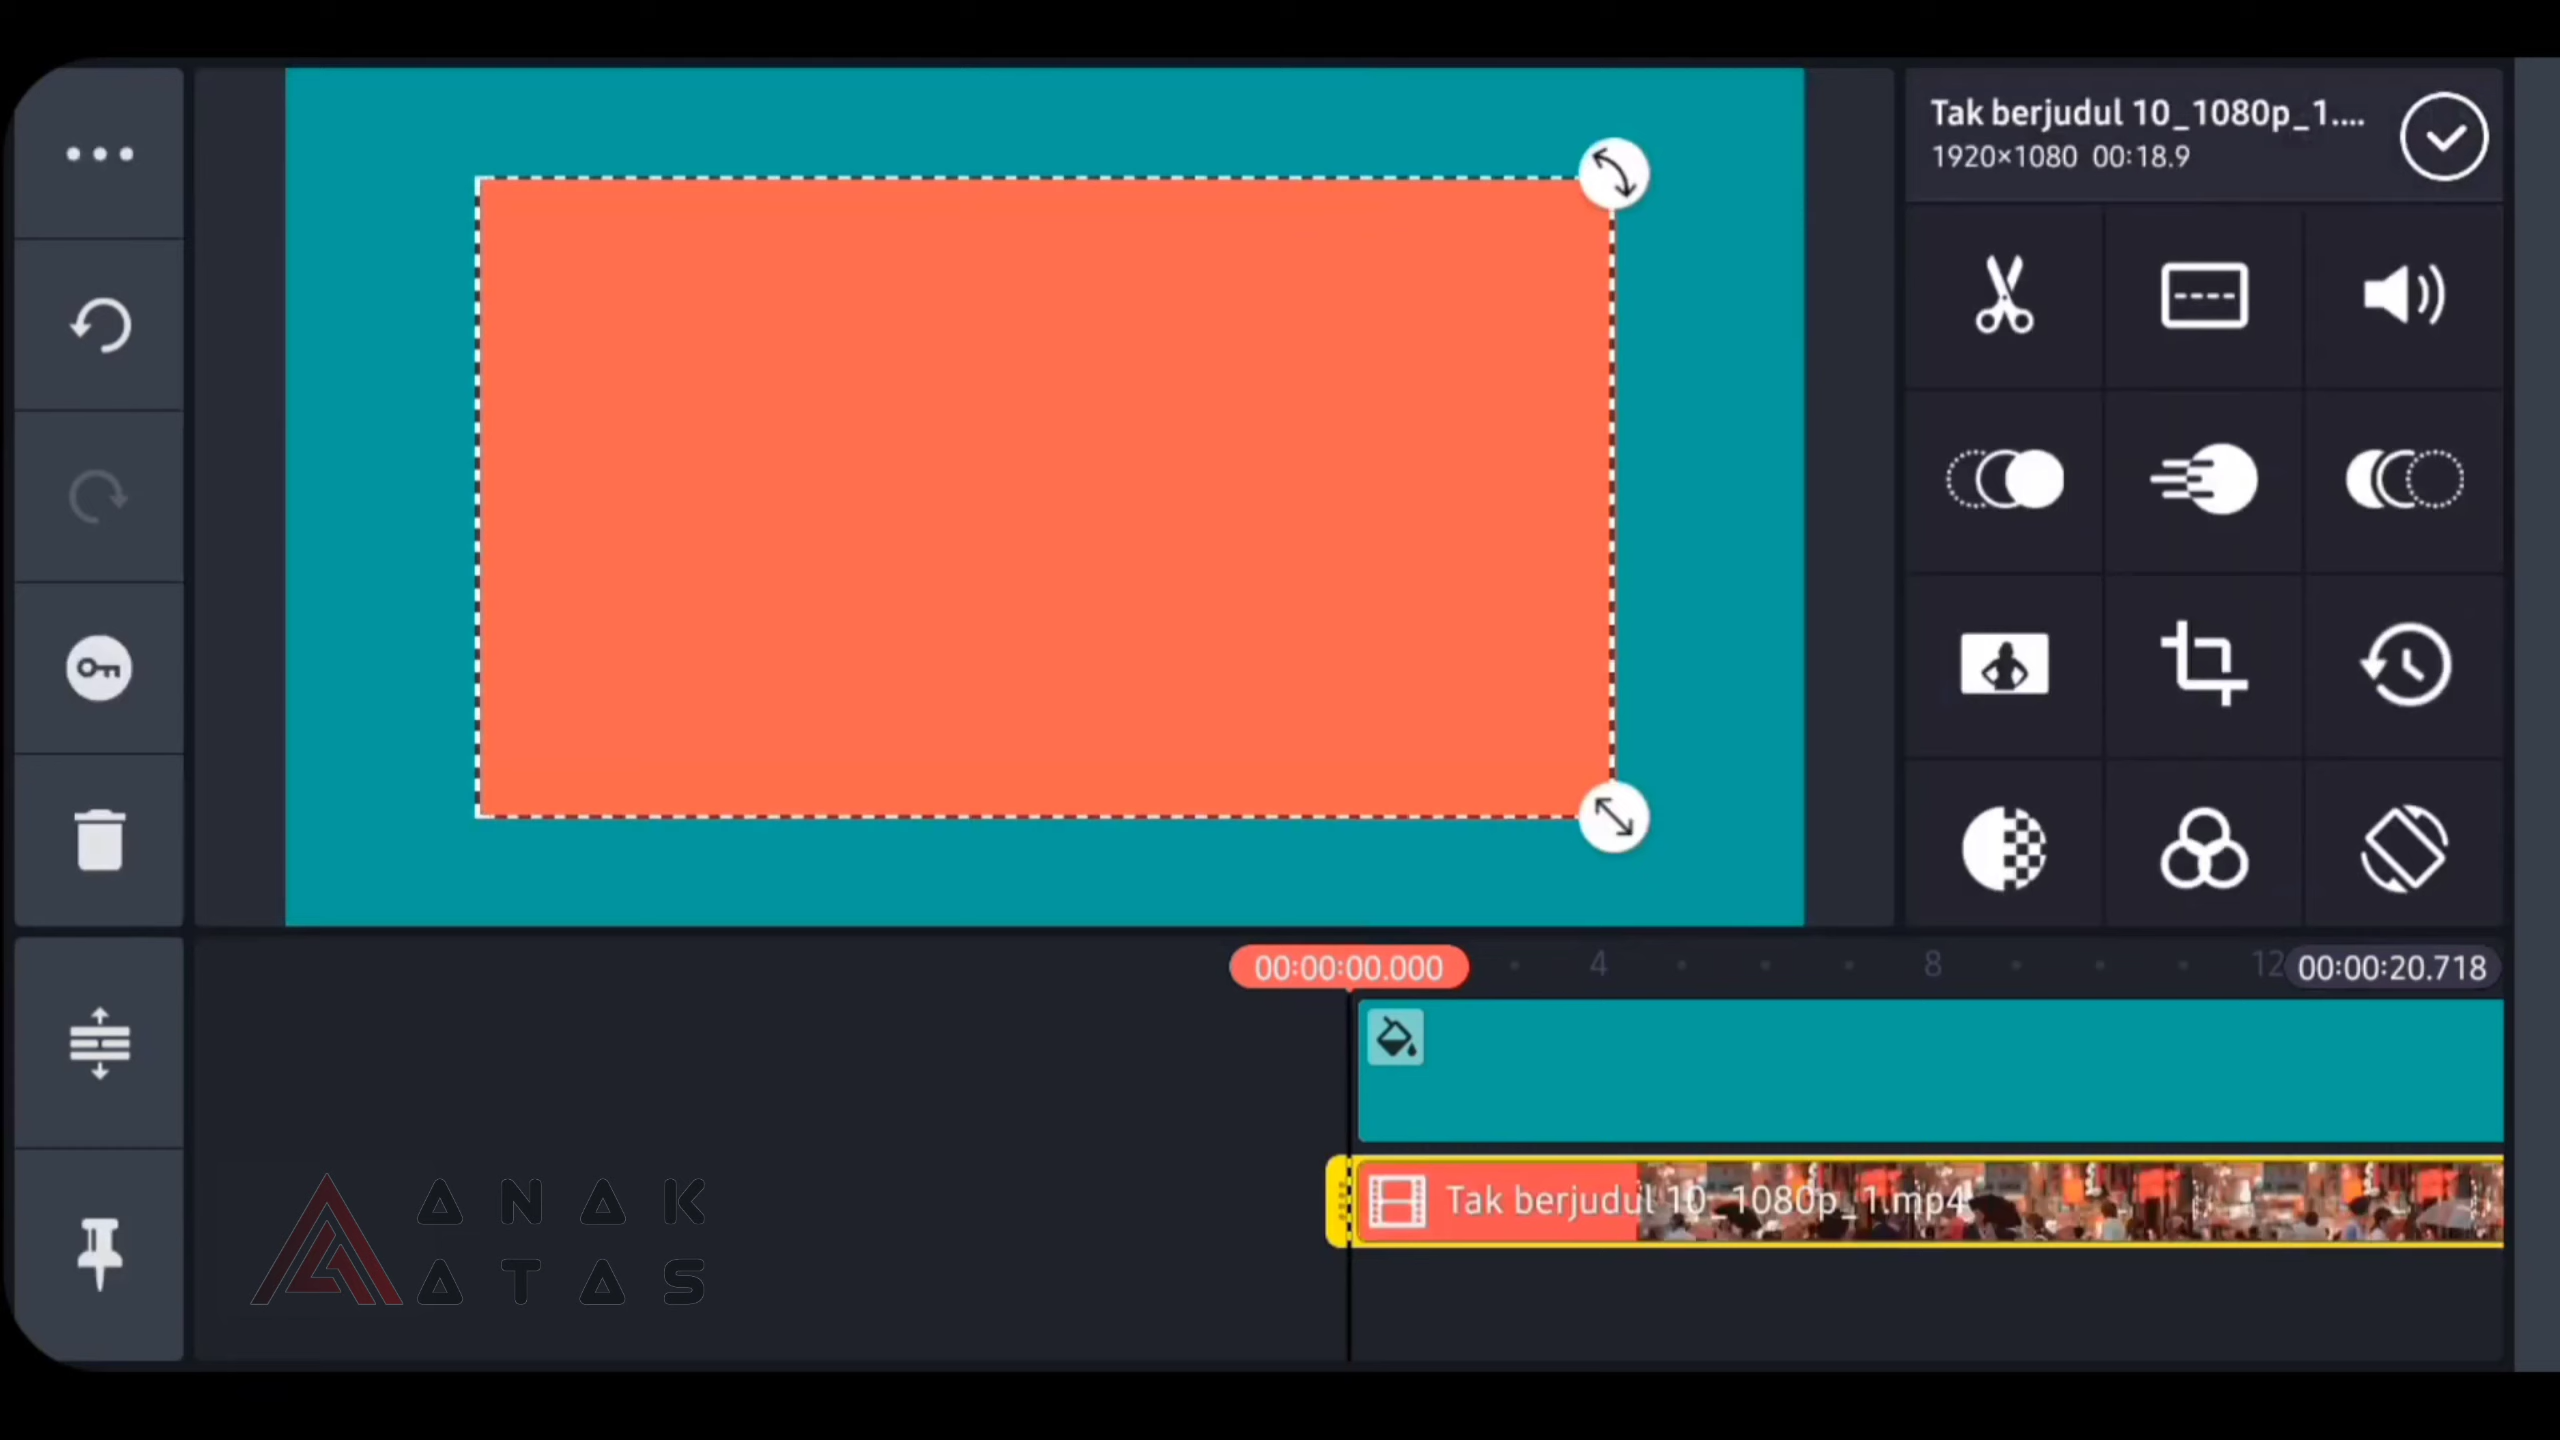 Tak berjudul 10_1080p_1....
1920×1080 00:18.9
00:00:00.000
4
8
12
00:00:20.718
Tak berjudul 10_1080p_1.mp4
ANAK
ATAS